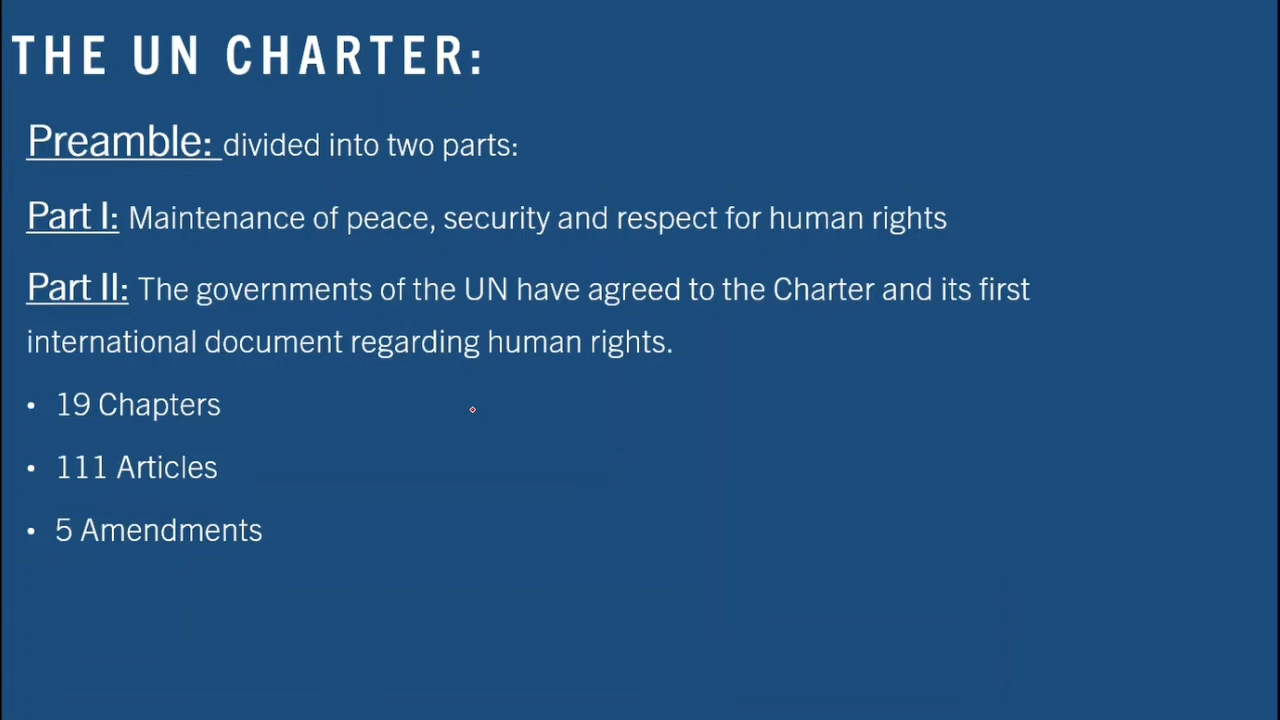 THE UN CHARTER:
Preamble: divided into two parts:
Part I: Maintenance of peace, security and respect for human rights
Part II: The governments of the UN have agreed to the Charter and its first
international document regarding human rights.
• 19 Chapters
• 111 Articles
• 5 Amendments